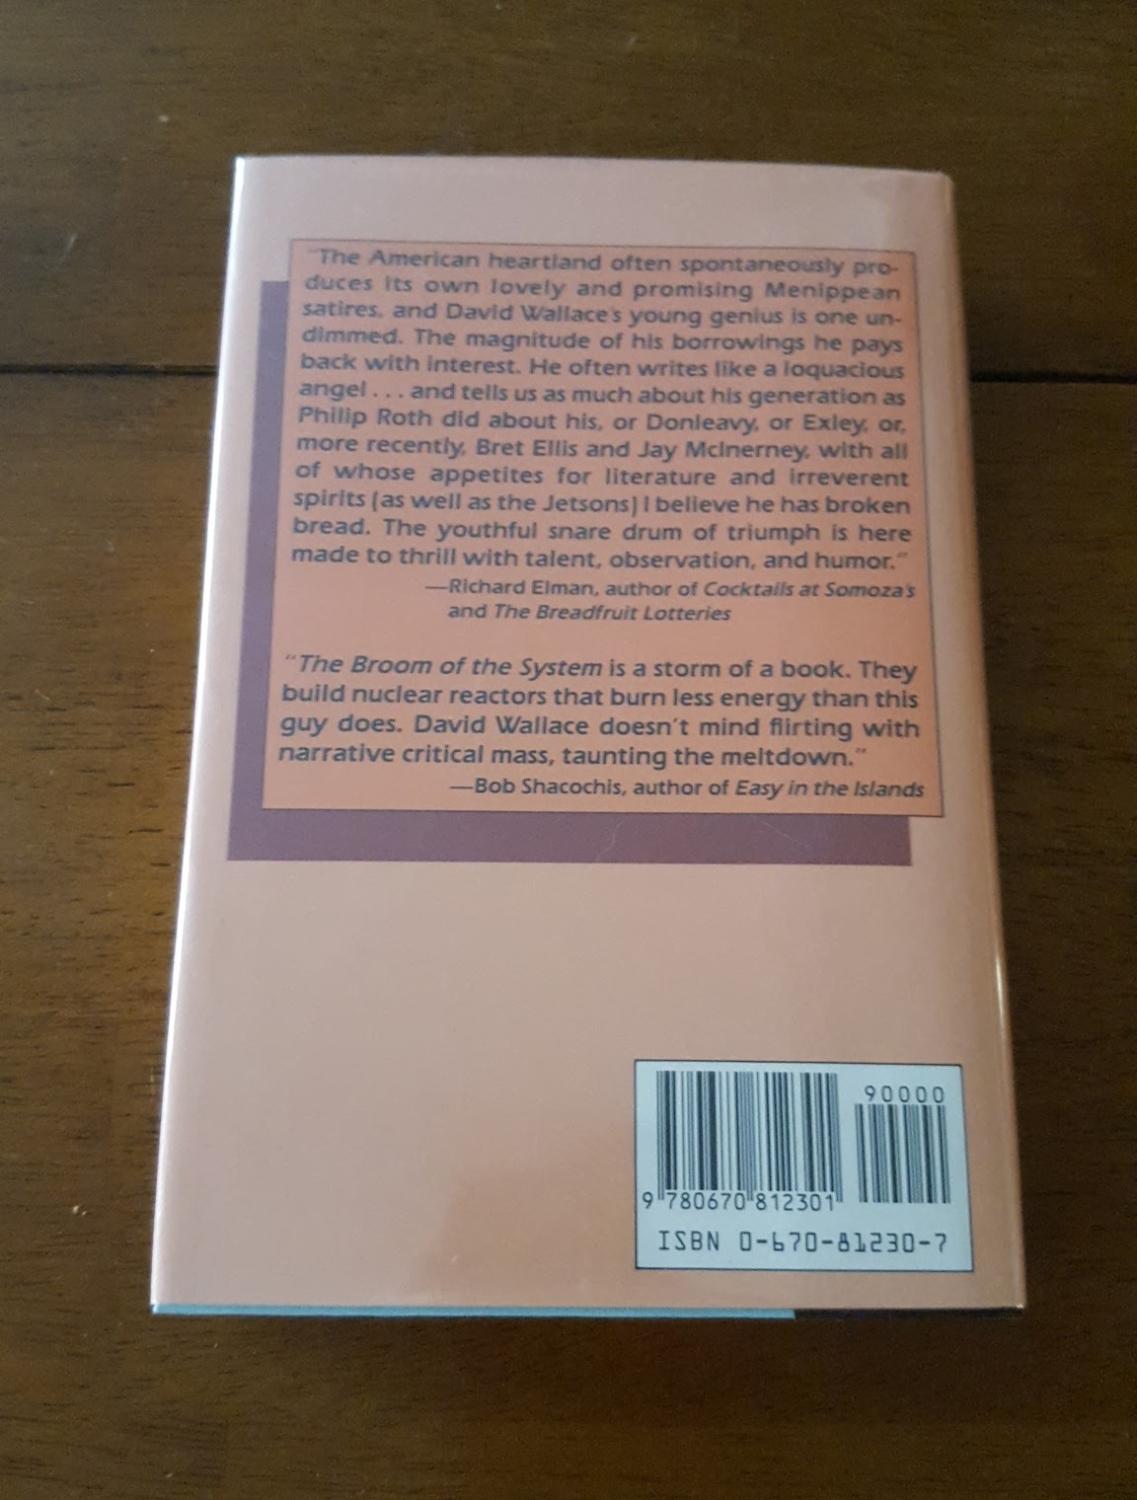 "The American heartland often spontaneously pro-
duces its own lovely and promising Menippean
satires, and David Wallace's young genius is one un-
dimmed. The magnitude of his borrowings he pays
back with interest. He often writes like a loquacious
angel . . . and tells us as much about his generation as
Philip Roth did about his, or Donleavy, or Exley, or,
more recently, Bret Ellis and Jay McInerney, with all
of whose appetites for literature and irreverent
spirits (as well as the Jetsons) I believe he has broken
bread. The youthful snare drum of triumph is here
made to thrill with talent, observation, and humor."
—Richard Elman, author of Cocktails at Somoza's
and The Breadfruit Lotteries
"The Broom of the System is a storm of a book. They
build nuclear reactors that burn less energy than this
guy does. David Wallace doesn't mind flirting with
narrative critical mass, taunting the meltdown."
—Bob Shacochis, author of Easy in the Islands
90000
9 780670 812301
ISBN 0-670-81230-7